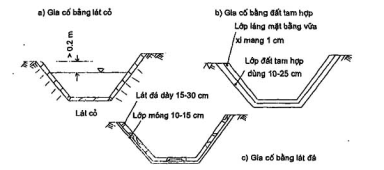 a) Gia cố bằng lát cỏ
> 0,2 m
Lát cỏ
b) Gia cố bằng đất tam hợp
Lớp láng mặt bằng vữa
xi mang 1 cm
Lớp đất tam hợp
dùng 10-25 cm
Lát đá dày 15-30 cm
Lớp móng 10-15 cm
c) Gia cố bằng lát đá